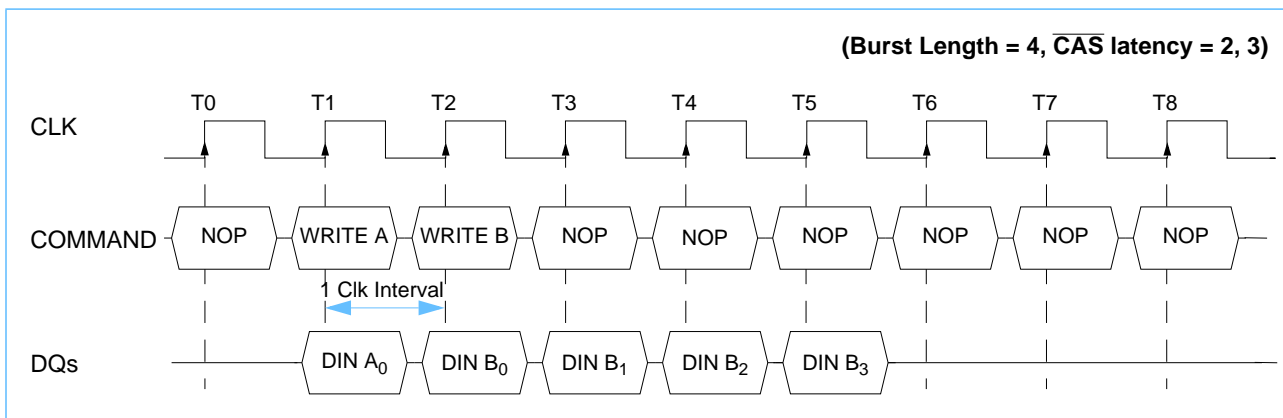 (Burst Length = 4, CAS latency = 2, 3)
T0 T1 T2 T3 T4 T5 T6 T7 T8
CLK
COMMAND NOP WRITE A WRITE B NOP NOP NOP NOP NOP NOP
1 Clk Interval
DQs DIN A0 DIN B0 DIN B1 DIN B2 DIN B3